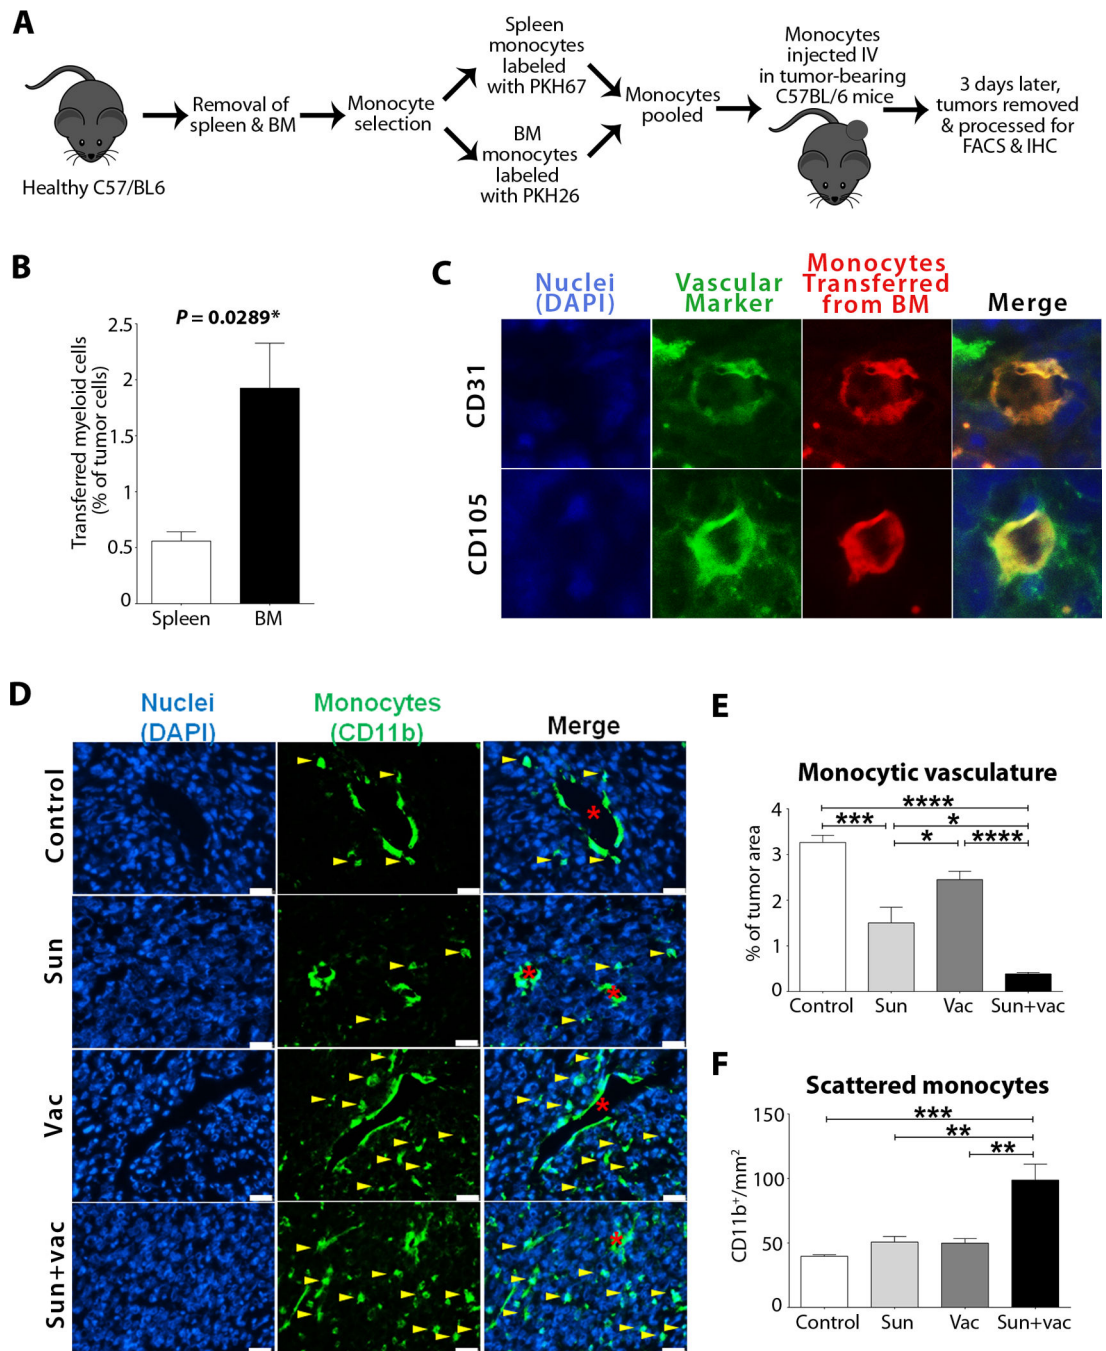 A
Healthy C57/BL6
Removal of
spleen & BM
Monocyte
selection
Spleen
monocytes
labeled
with PKH67
BM
monocytes
labeled
with PKH26
Monocytes
pooled
Monocytes
injected IV
in tumor-bearing
C57BL/6 mice
3 days later,
tumors removed
& processed for
FACS & IHC
B
P = 0.0289*
Transferred myeloid cells
(% of tumor cells)
2.5
2
1.5
1
0.5
0
Spleen
BM
C
Nuclei
(DAPI)
Vascular
Marker
Monocytes
Transferred
from BM
Merge
CD31
CD105
D
Nuclei
(DAPI)
Monocytes
(CD11b)
Merge
Control
Sun
Vac
Sun+vac
*
*
*
*
*
E
Monocytic vasculature
% of tumor area
4
3
2
1
0
****
*** *
* ****
Control Sun Vac Sun+vac
F
Scattered monocytes
CD11b⁺/mm²
150
100
50
0
***
**
**
Control Sun Vac Sun+vac